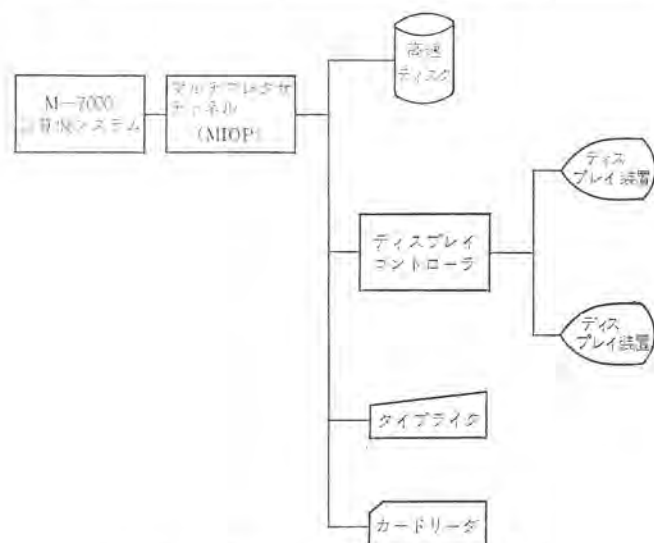 高速
ディスク
M—7000
計算機システム
マルチプレクサ
チャネル
(MIOP)
ディス
プレイ装置
ディスプレイ
コントローラ
ディス
プレイ装置
タイプライタ
カードリーダ